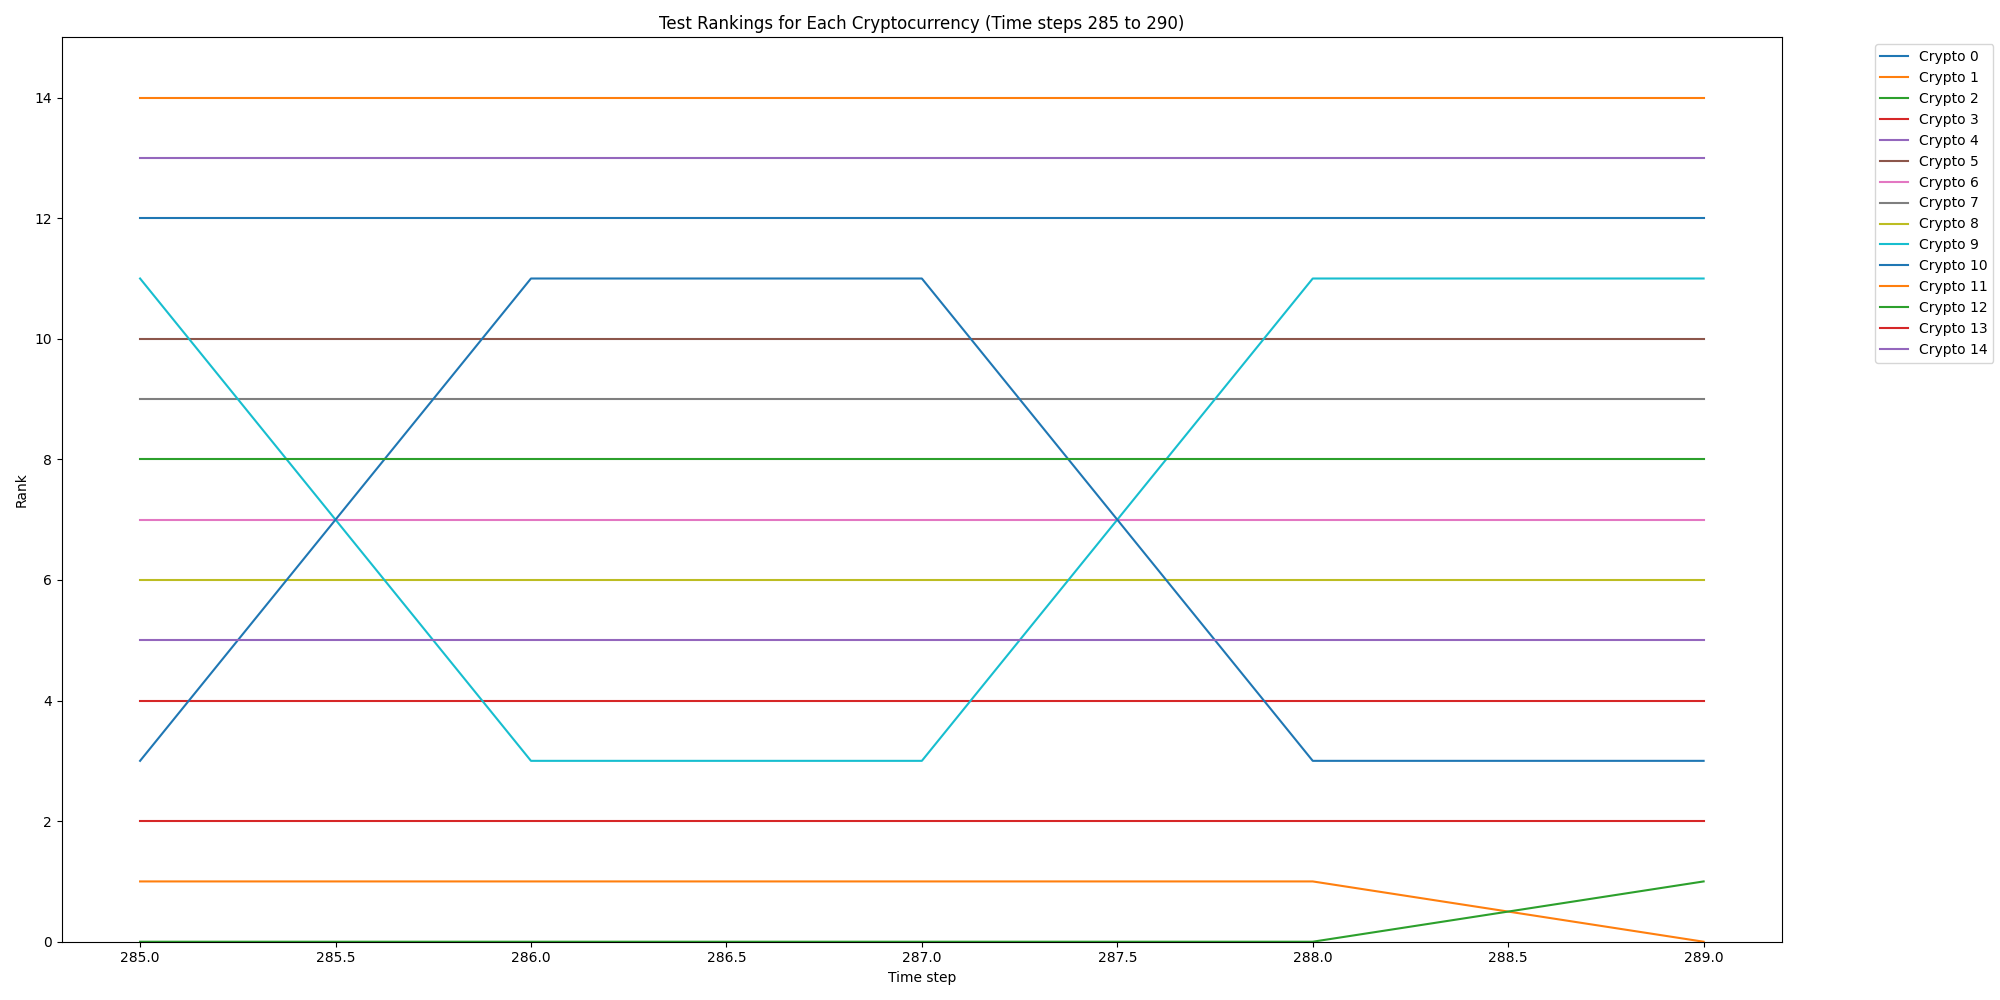 Test Rankings for Each Cryptocurrency (Time steps 285 to 290)
Rank
14
12
10
8
6
4
2
0
285.0 285.5 286.0 286.5 287.0 287.5 288.0 288.5 289.0
Time step
Crypto 0
Crypto 1
Crypto 2
Crypto 3
Crypto 4
Crypto 5
Crypto 6
Crypto 7
Crypto 8
Crypto 9
Crypto 10
Crypto 11
Crypto 12
Crypto 13
Crypto 14